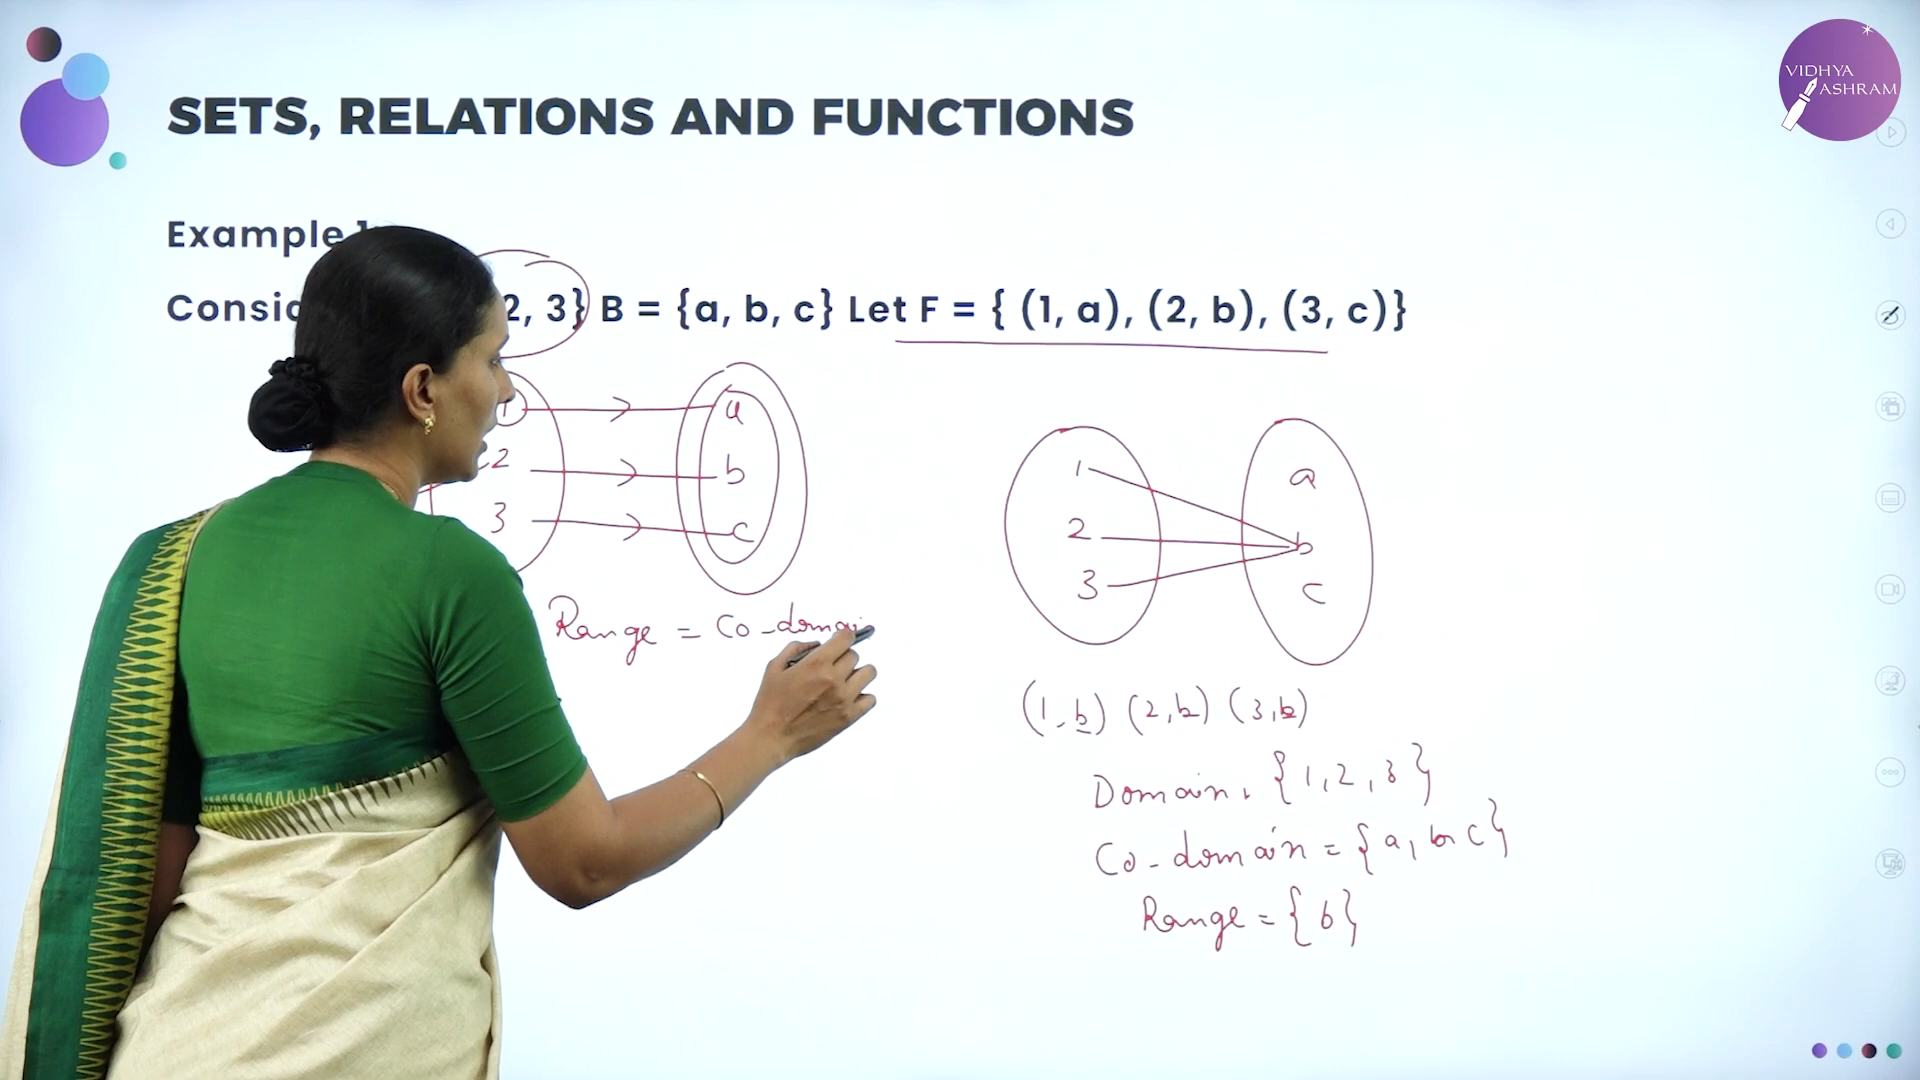 VIDHYA
ASHRAM
SETS, RELATIONS AND FUNCTIONS
Example
2, 3} B = {a, b, c} Let F = { (1, a), (2, b), (3, c)}
1 a
2 b
3 c
Range = Co-domai
1 a
2 b
3 c
(1, b) (2, b) (3, b)
Domain. {1, 2, 3}
Co-domain = {a, b, c}
Range = {b}